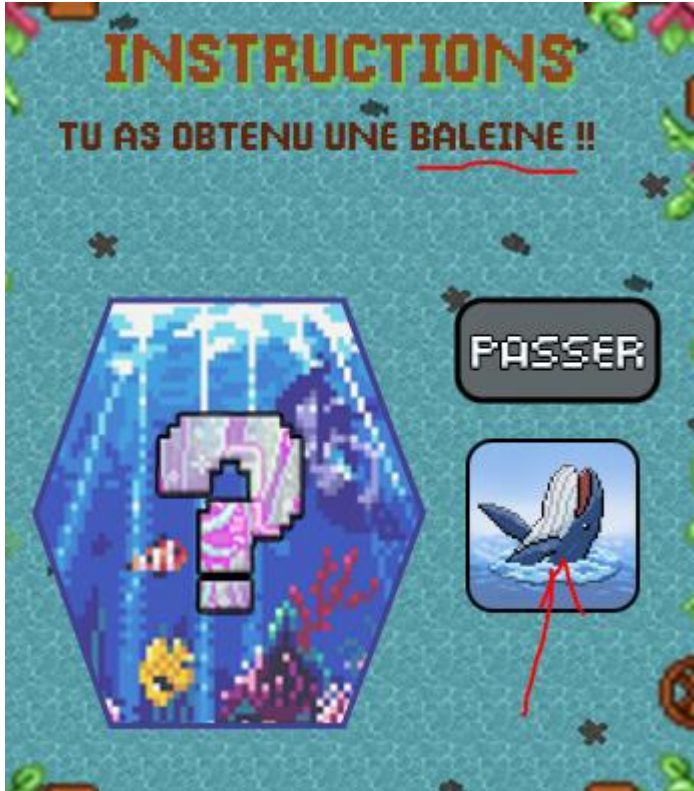 INSTRUCTIONS
TU AS OBTENU UNE BALEINE !!
PASSER
?